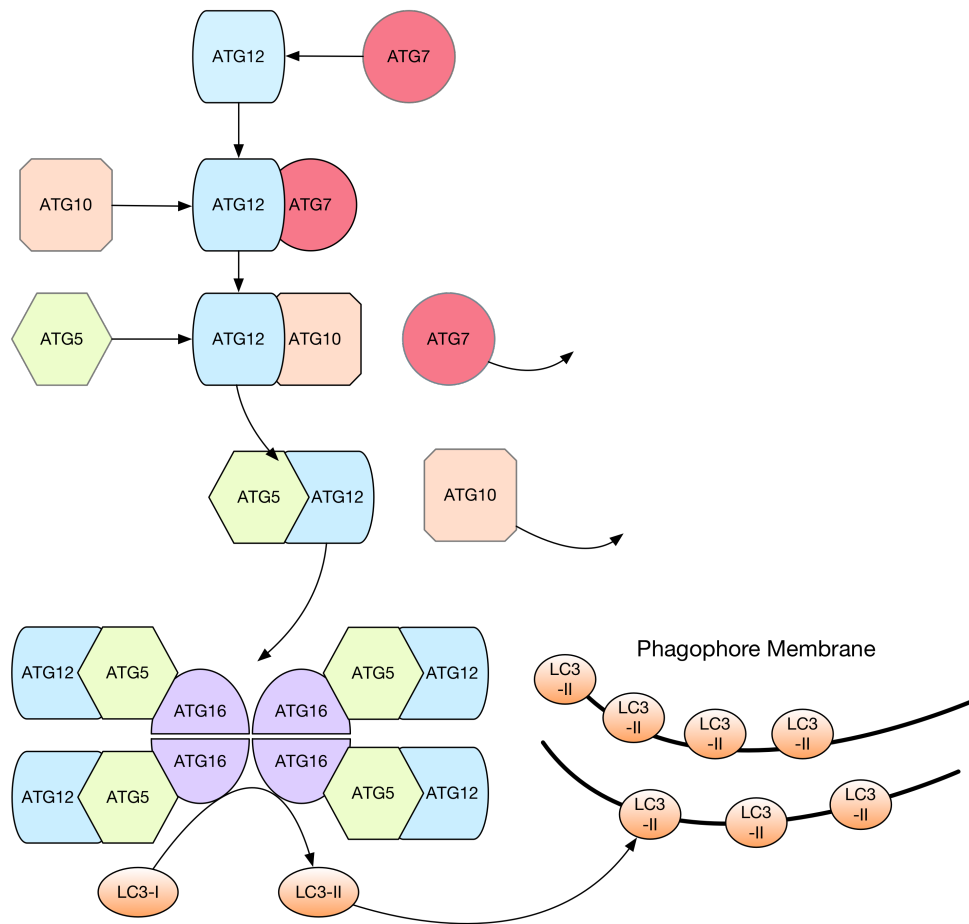 ATG12
ATG7
ATG10
ATG12
ATG7
ATG5
ATG12
ATG10
ATG7
ATG5
ATG12
ATG10
ATG12
ATG5
ATG16
ATG16
ATG5
ATG12
ATG12
ATG5
ATG16
ATG16
ATG5
ATG12
LC3-I
LC3-II
Phagophore Membrane
LC3
-II
LC3
-II
LC3
-II
LC3
-II
LC3
-II
LC3
-II
LC3
-II